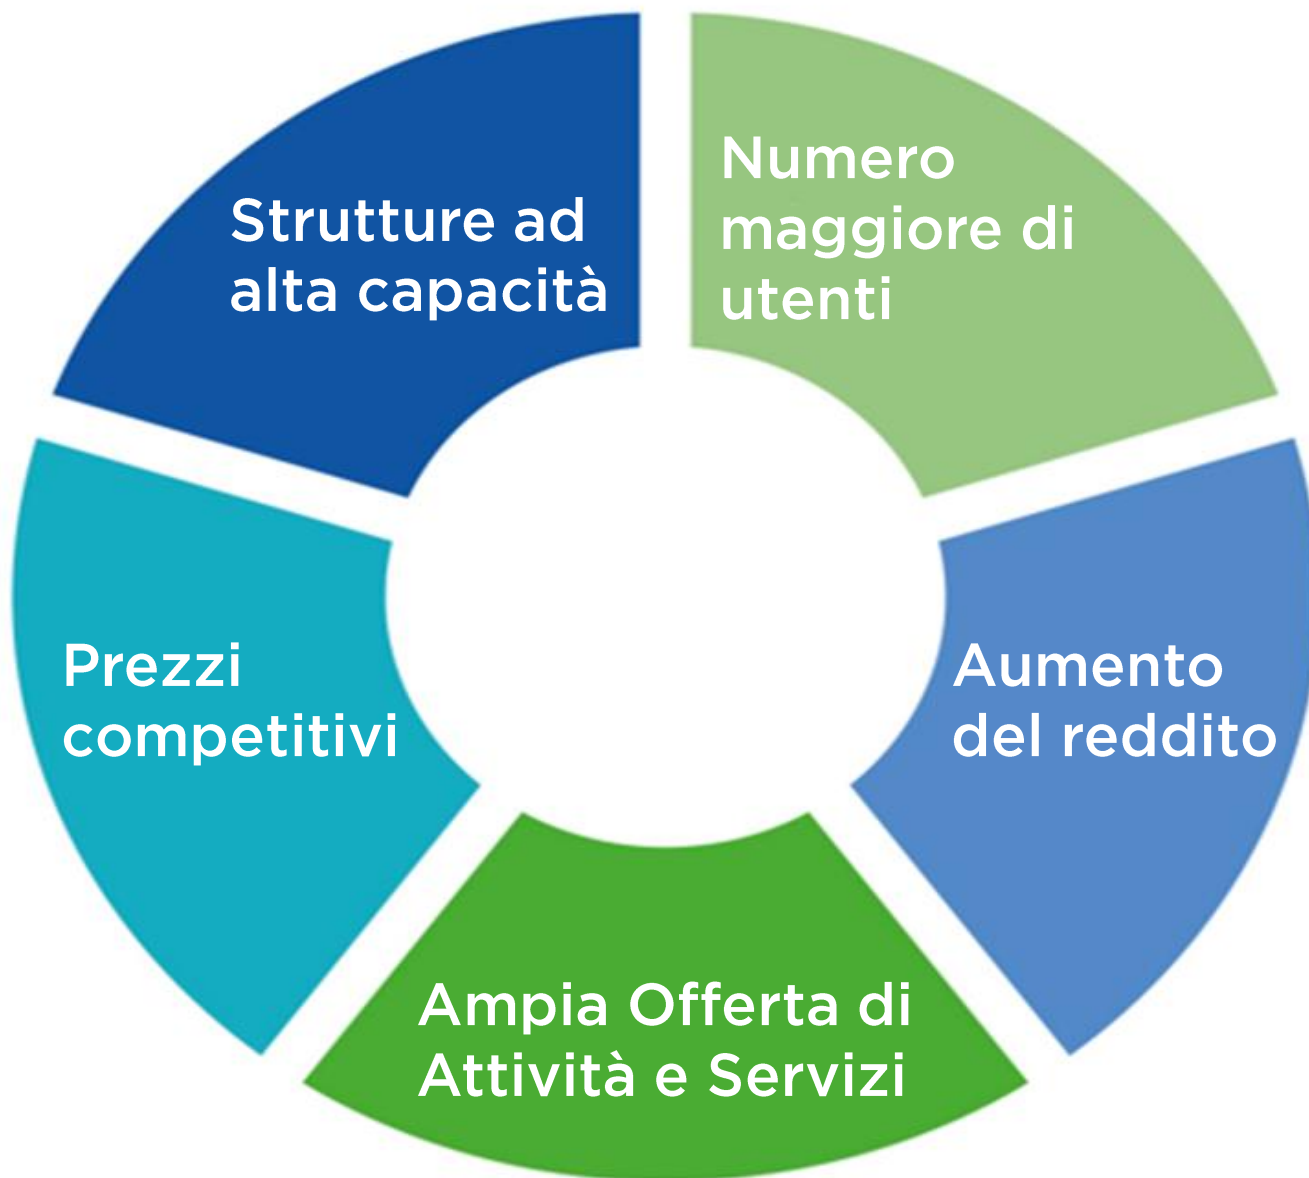 Strutture ad
alta capacità
Numero
maggiore di
utenti
Prezzi
competitivi
Aumento
del reddito
Ampia Offerta di
Attività e Servizi